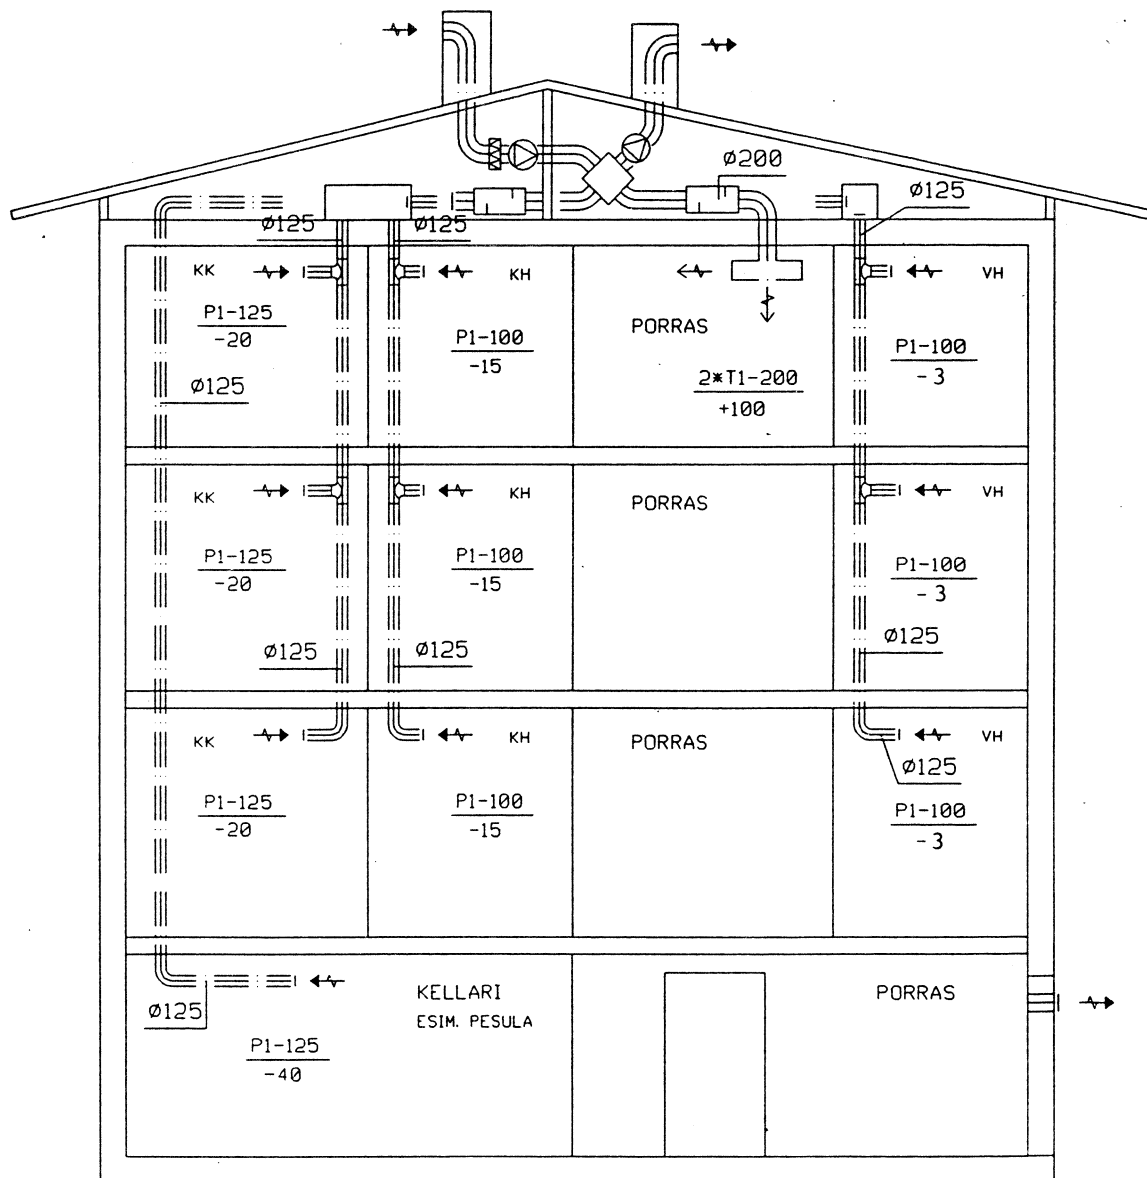 Ø200
Ø125
Ø125
Ø125
KK
KH
VH
P1-125
-20
P1-100
-15
PORRAS
P1-100
-3
2*T1-200
+100
Ø125
KK
KH
PORRAS
VH
P1-125
-20
P1-100
-15
P1-100
-3
Ø125
Ø125
Ø125
KK
KH
PORRAS
VH
Ø125
P1-125
-20
P1-100
-15
P1-100
-3
KELLARI
ESIM. PESULA
PORRAS
Ø125
P1-125
-40